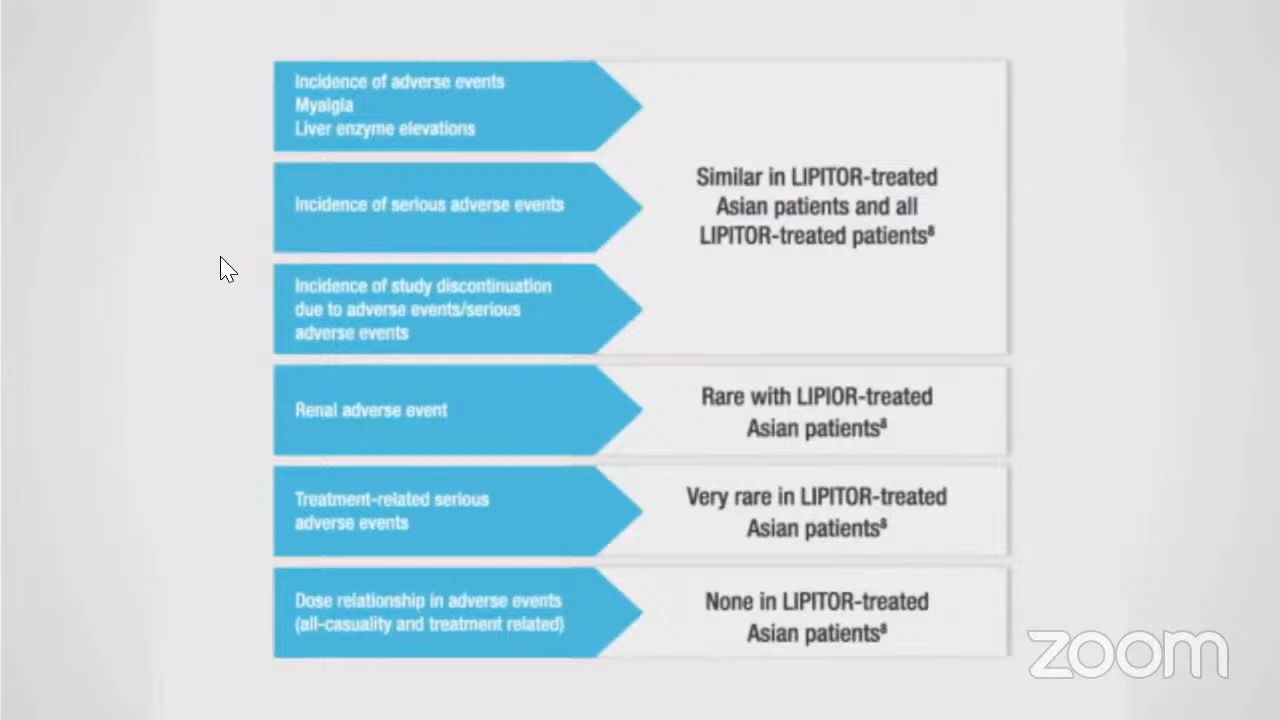 Incidence of adverse events
Myalgia
Liver enzyme elevations
Incidence of serious adverse events
Incidence of study discontinuation
due to adverse events/serious
adverse events
Similar in LIPITOR-treated
Asian patients and all
LIPITOR-treated patients⁸
Renal adverse event
Rare with LIPIOR-treated
Asian patients⁸
Treatment-related serious
adverse events
Very rare in LIPITOR-treated
Asian patients⁸
Dose relationship in adverse events
(all-casuality and treatment related)
None in LIPITOR-treated
Asian patients⁸
zoom